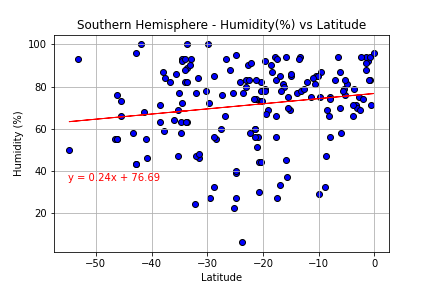 Southern Hemisphere - Humidity(%) vs Latitude
100
80
60
40
20
Humidity (%)
y = 0.24x + 76.69
−50
−40
−30
−20
−10
0
Latitude